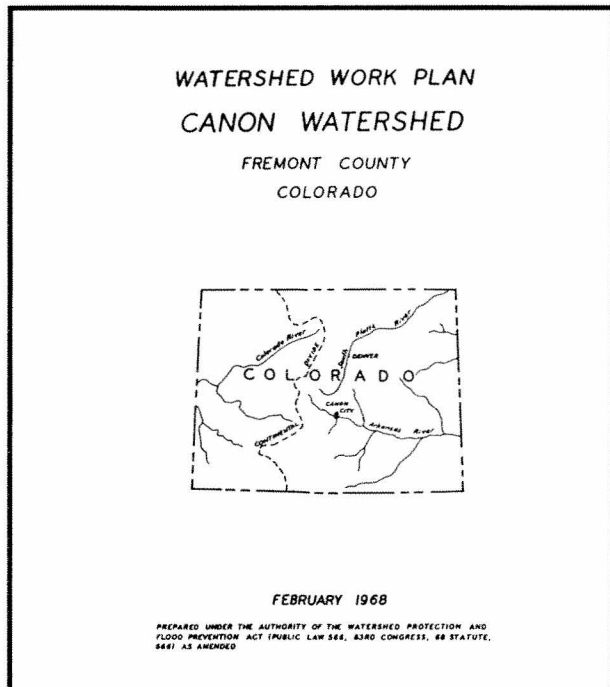 WATERSHED WORK PLAN
CANON WATERSHED
FREMONT COUNTY
COLORADO
Colorado River
DIVIDE
South Platte River
DENVER
COLORADO
CANON
CITY
Arkansas River
CONTINENTAL
FEBRUARY 1968
PREPARED UNDER THE AUTHORITY OF THE WATERSHED PROTECTION AND
FLOOD PREVENTION ACT (PUBLIC LAW 566, 83RD CONGRESS, 68 STATUTE,
666) AS AMENDED